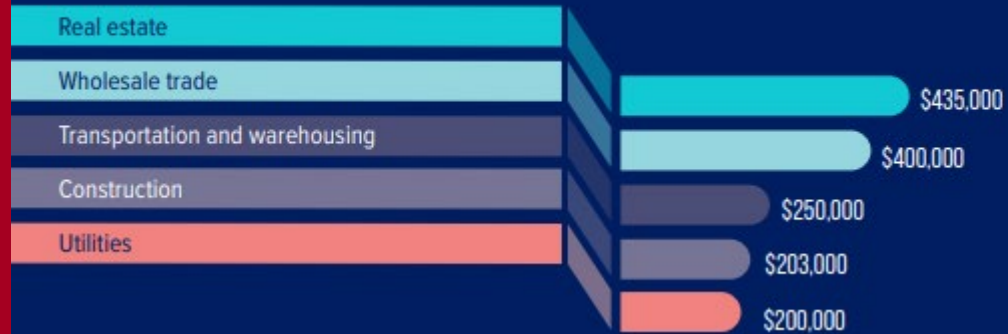 Real estate
$435,000
Wholesale trade
$400,000
Transportation and warehousing
$250,000
Construction
$203,000
Utilities
$200,000